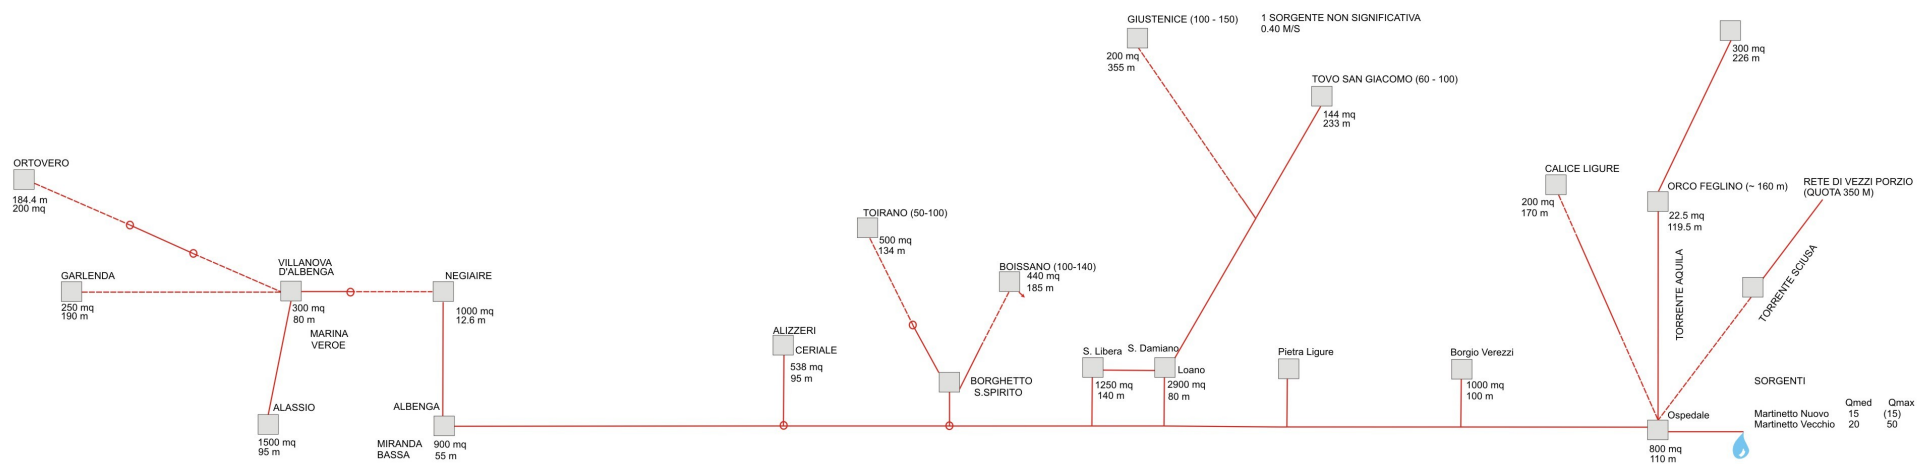 GIUSTENICE (100 - 150)
200 mq
355 m
1 SORGENTE NON SIGNIFICATIVA
0.40 M/S
TOVO SAN GIACOMO (60 - 100)
144 mq
233 m
300 mq
226 m
ORTOVERO
184.4 m
200 mq
GARLENDA
250 mq
190 m
VILLANOVA
D'ALBENGA
300 mq
80 m
MARINA
VEROE
NEGIAIRE
1000 mq
12.6 m
ALASSIO
1500 mq
95 m
ALBENGA
900 mq
55 m
MIRANDA
BASSA
ALIZZERI
CERIALE
538 mq
95 m
TOIRANO (50-100)
500 mq
134 m
BOISSANO (100-140)
440 mq
185 m
BORGHETTO
S.SPIRITO
S. Libera
1250 mq
140 m
S. Damiano
Loano
2900 mq
80 m
Pietra Ligure
Borgio Verezzi
1000 mq
100 m
CALICE LIGURE
200 mq
170 m
ORCO FEGLINO (~ 160 m)
22.5 mq
119.5 m
TORRENTE AQUILA
RETE DI VEZZI PORZIO
(QUOTA 350 M)
TORRENTE SCIUSA
Ospedale
800 mq
110 m
SORGENTI
Qmed Qmax
Martinetto Nuovo 15 (15)
Martinetto Vecchio 20 50